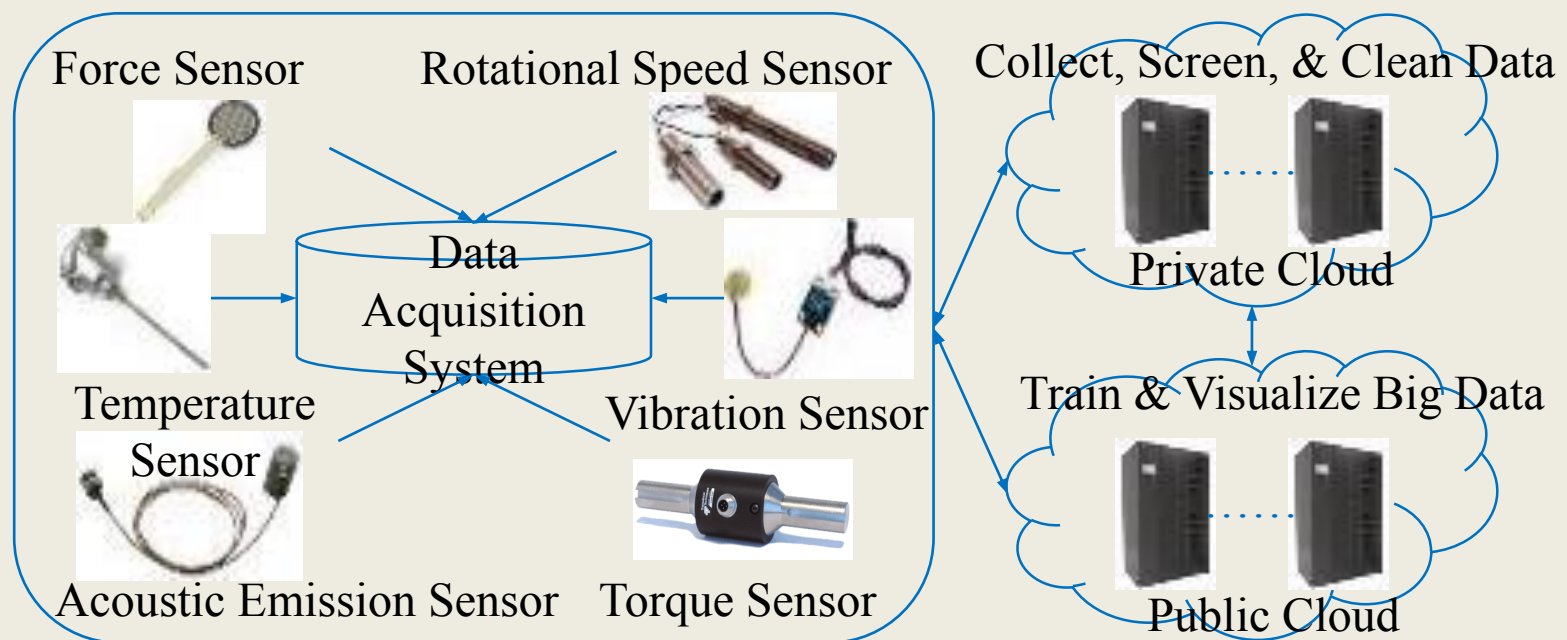 Force Sensor
Rotational Speed Sensor
Data
Acquisition
System
Temperature
Sensor
Vibration Sensor
Acoustic Emission Sensor
Torque Sensor
Collect, Screen, & Clean Data
Private Cloud
Train & Visualize Big Data
Public Cloud